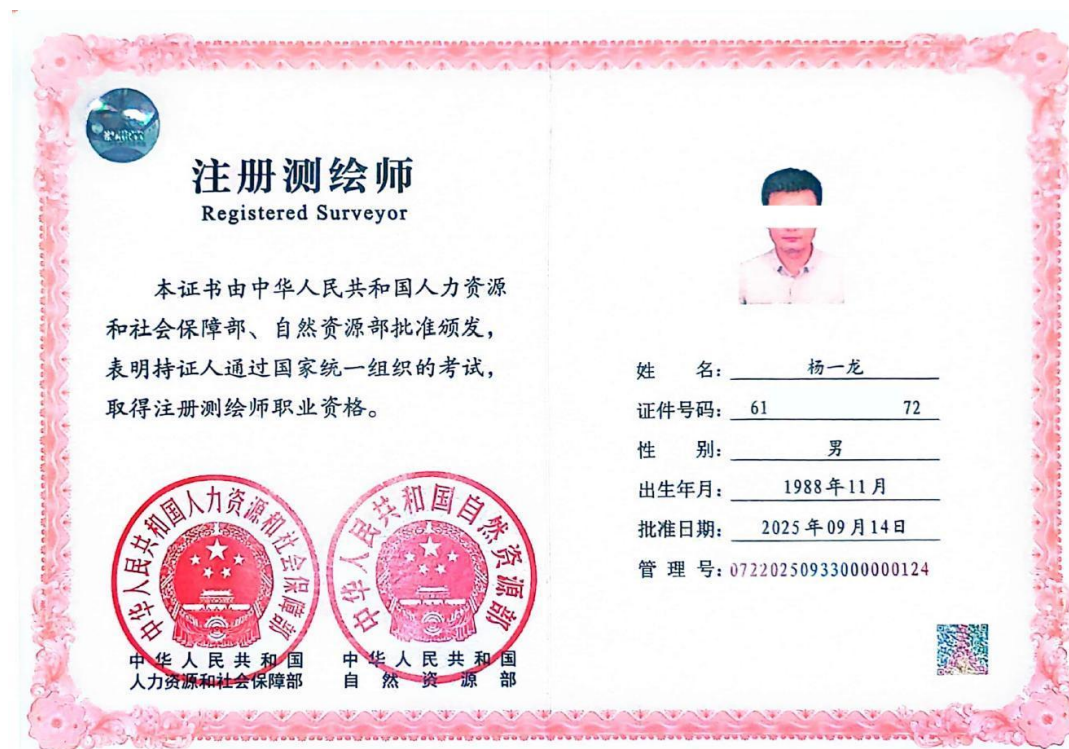 注册测绘师
Registered Surveyor
本证书由中华人民共和国人力资源
和社会保障部、自然资源部批准颁发，
表明持证人通过国家统一组织的考试，
取得注册测绘师职业资格。
中华人民共和国人力资源和社会保障部
中华人民共和国自然资源部
中华人民共和国
人力资源和社会保障部
中华人民共和国
自然资源部
姓 名：杨一龙
证件号码：61 72
性 别：男
出生年月：1988年11月
批准日期：2025年09月14日
管 理 号：07220250933000000124